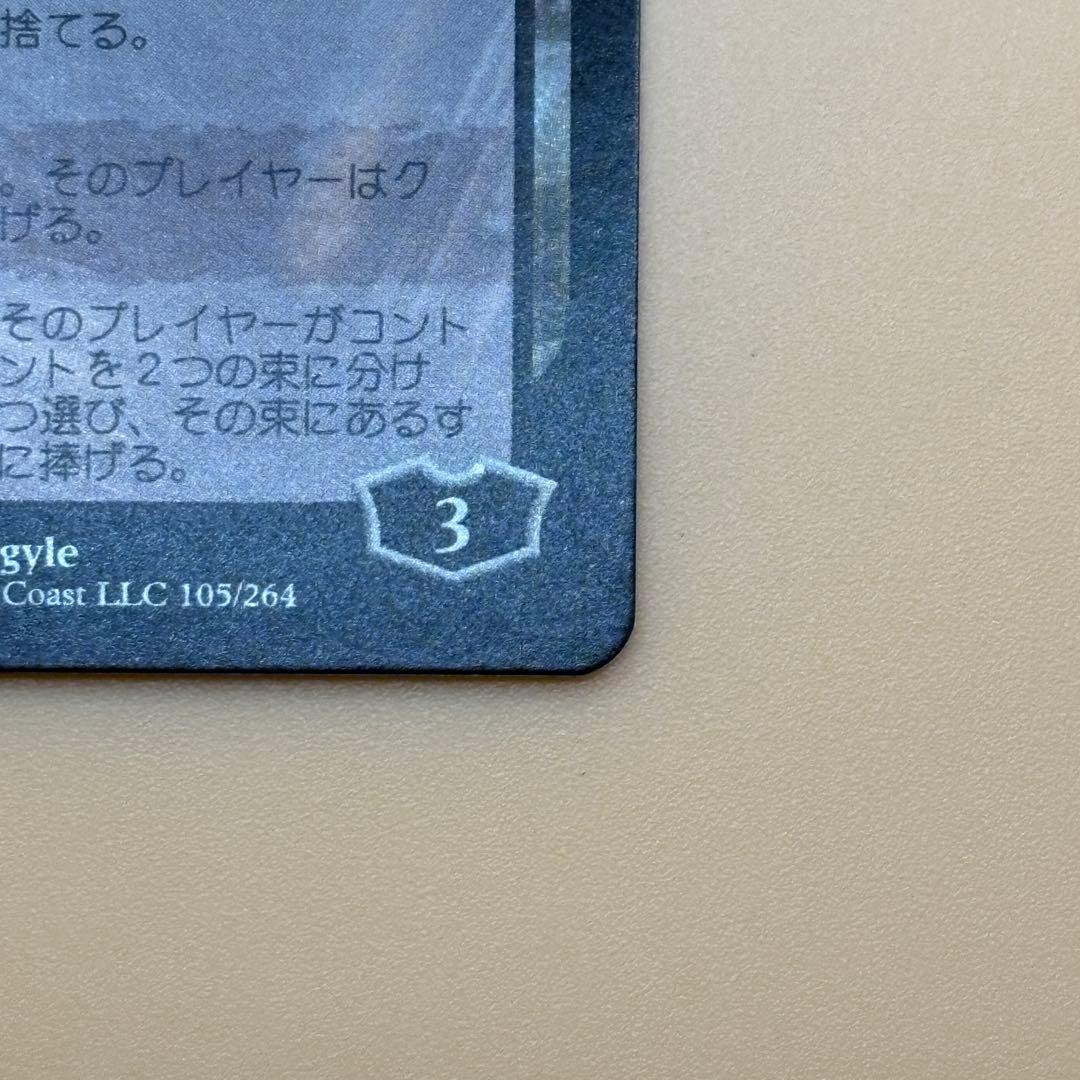 捨てる。
。そのプレイヤーはク
げる。
そのプレイヤーがコント
ントを２つの束に分け
つ選び、その束にあるす
に捧げる。
3
gyle
Coast LLC 105/264